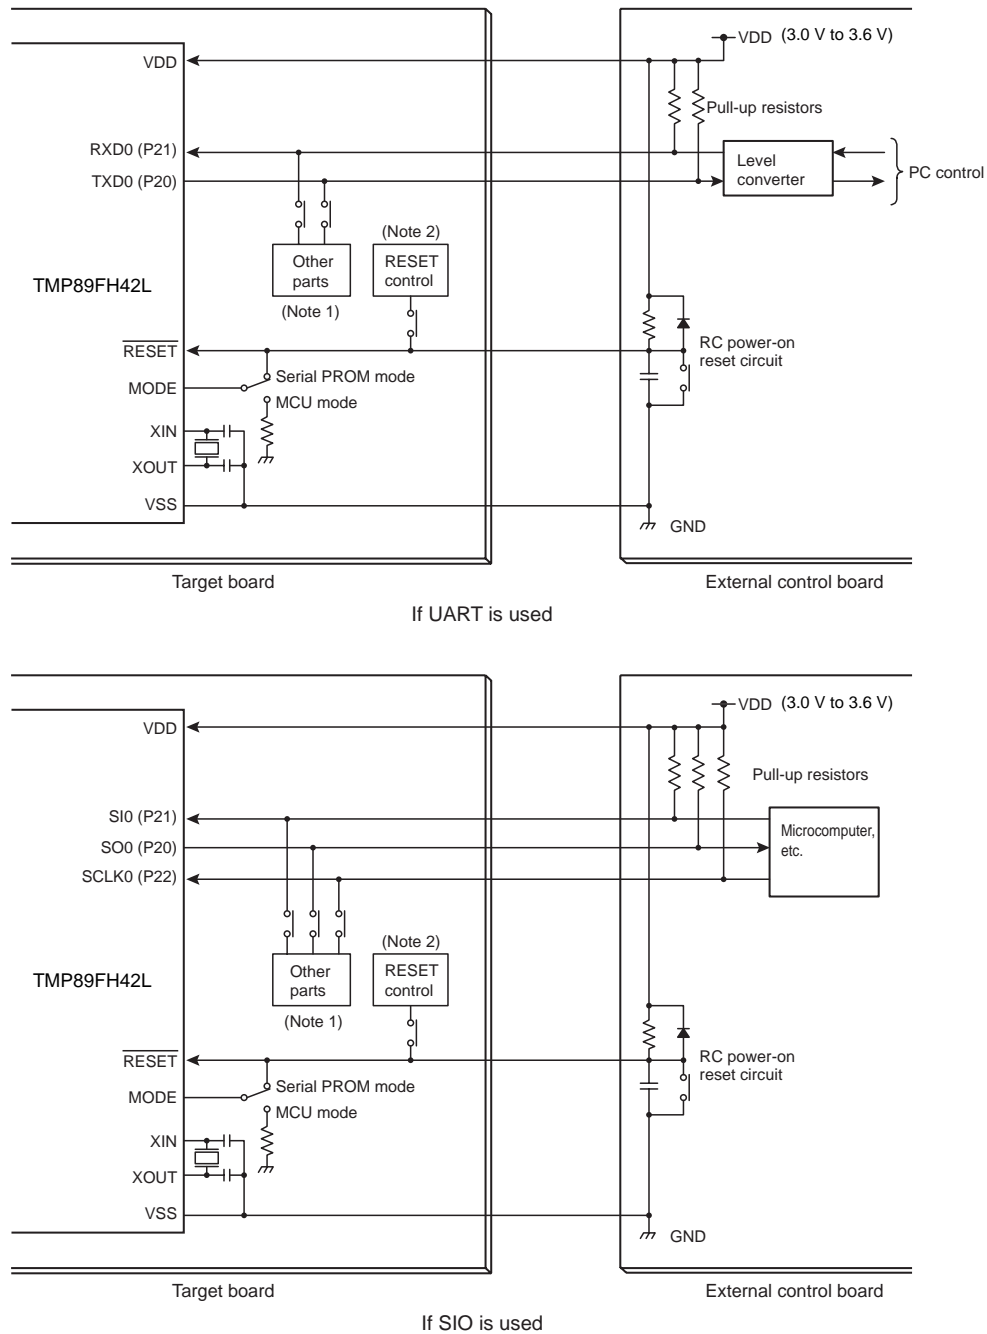 VDD (3.0 V to 3.6 V)
VDD
Pull-up resistors
RXD0 (P21)
TXD0 (P20)
Level
converter
PC control
(Note 2)
Other
parts
RESET
control
(Note 1)
TMP89FH42L
RESET
RC power-on
reset circuit
MODE
Serial PROM mode
MCU mode
XIN
XOUT
VSS
GND
Target board
External control board
If UART is used
VDD (3.0 V to 3.6 V)
VDD
Pull-up resistors
SI0 (P21)
SO0 (P20)
SCLK0 (P22)
Microcomputer,
etc.
(Note 2)
Other
parts
RESET
control
(Note 1)
TMP89FH42L
RESET
RC power-on
reset circuit
MODE
Serial PROM mode
MCU mode
XIN
XOUT
VSS
GND
Target board
External control board
If SIO is used